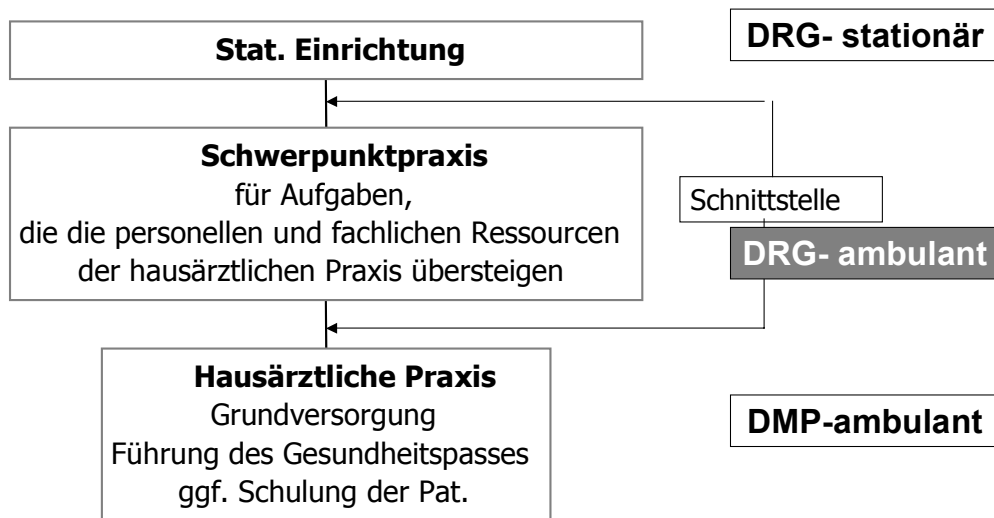 Stat. Einrichtung
DRG- stationär
Schwerpunktpraxis
für Aufgaben,
die die personellen und fachlichen Ressourcen
der hausärztlichen Praxis übersteigen
Schnittstelle
DRG- ambulant
Hausärztliche Praxis
Grundversorgung
Führung des Gesundheitspasses
ggf. Schulung der Pat.
DMP-ambulant